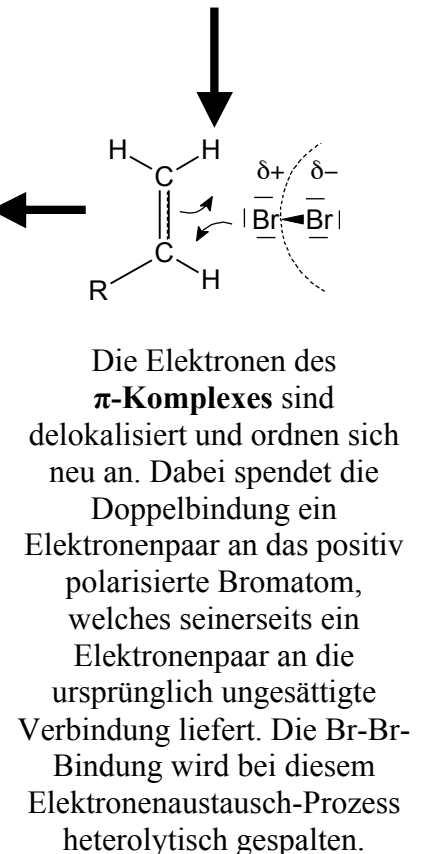 H H
C
δ+ δ−
Br Br
C
R H
Die Elektronen des
π-Komplexes sind
delokalisiert und ordnen sich
neu an. Dabei spendet die
Doppelbindung ein
Elektronenpaar an das positiv
polarisierte Bromatom,
welches seinerseits ein
Elektronenpaar an die
ursprünglich ungesättigte
Verbindung liefert. Die Br-Br-
Bindung wird bei diesem
Elektronenaustausch-Prozess
heterolytisch gespalten.